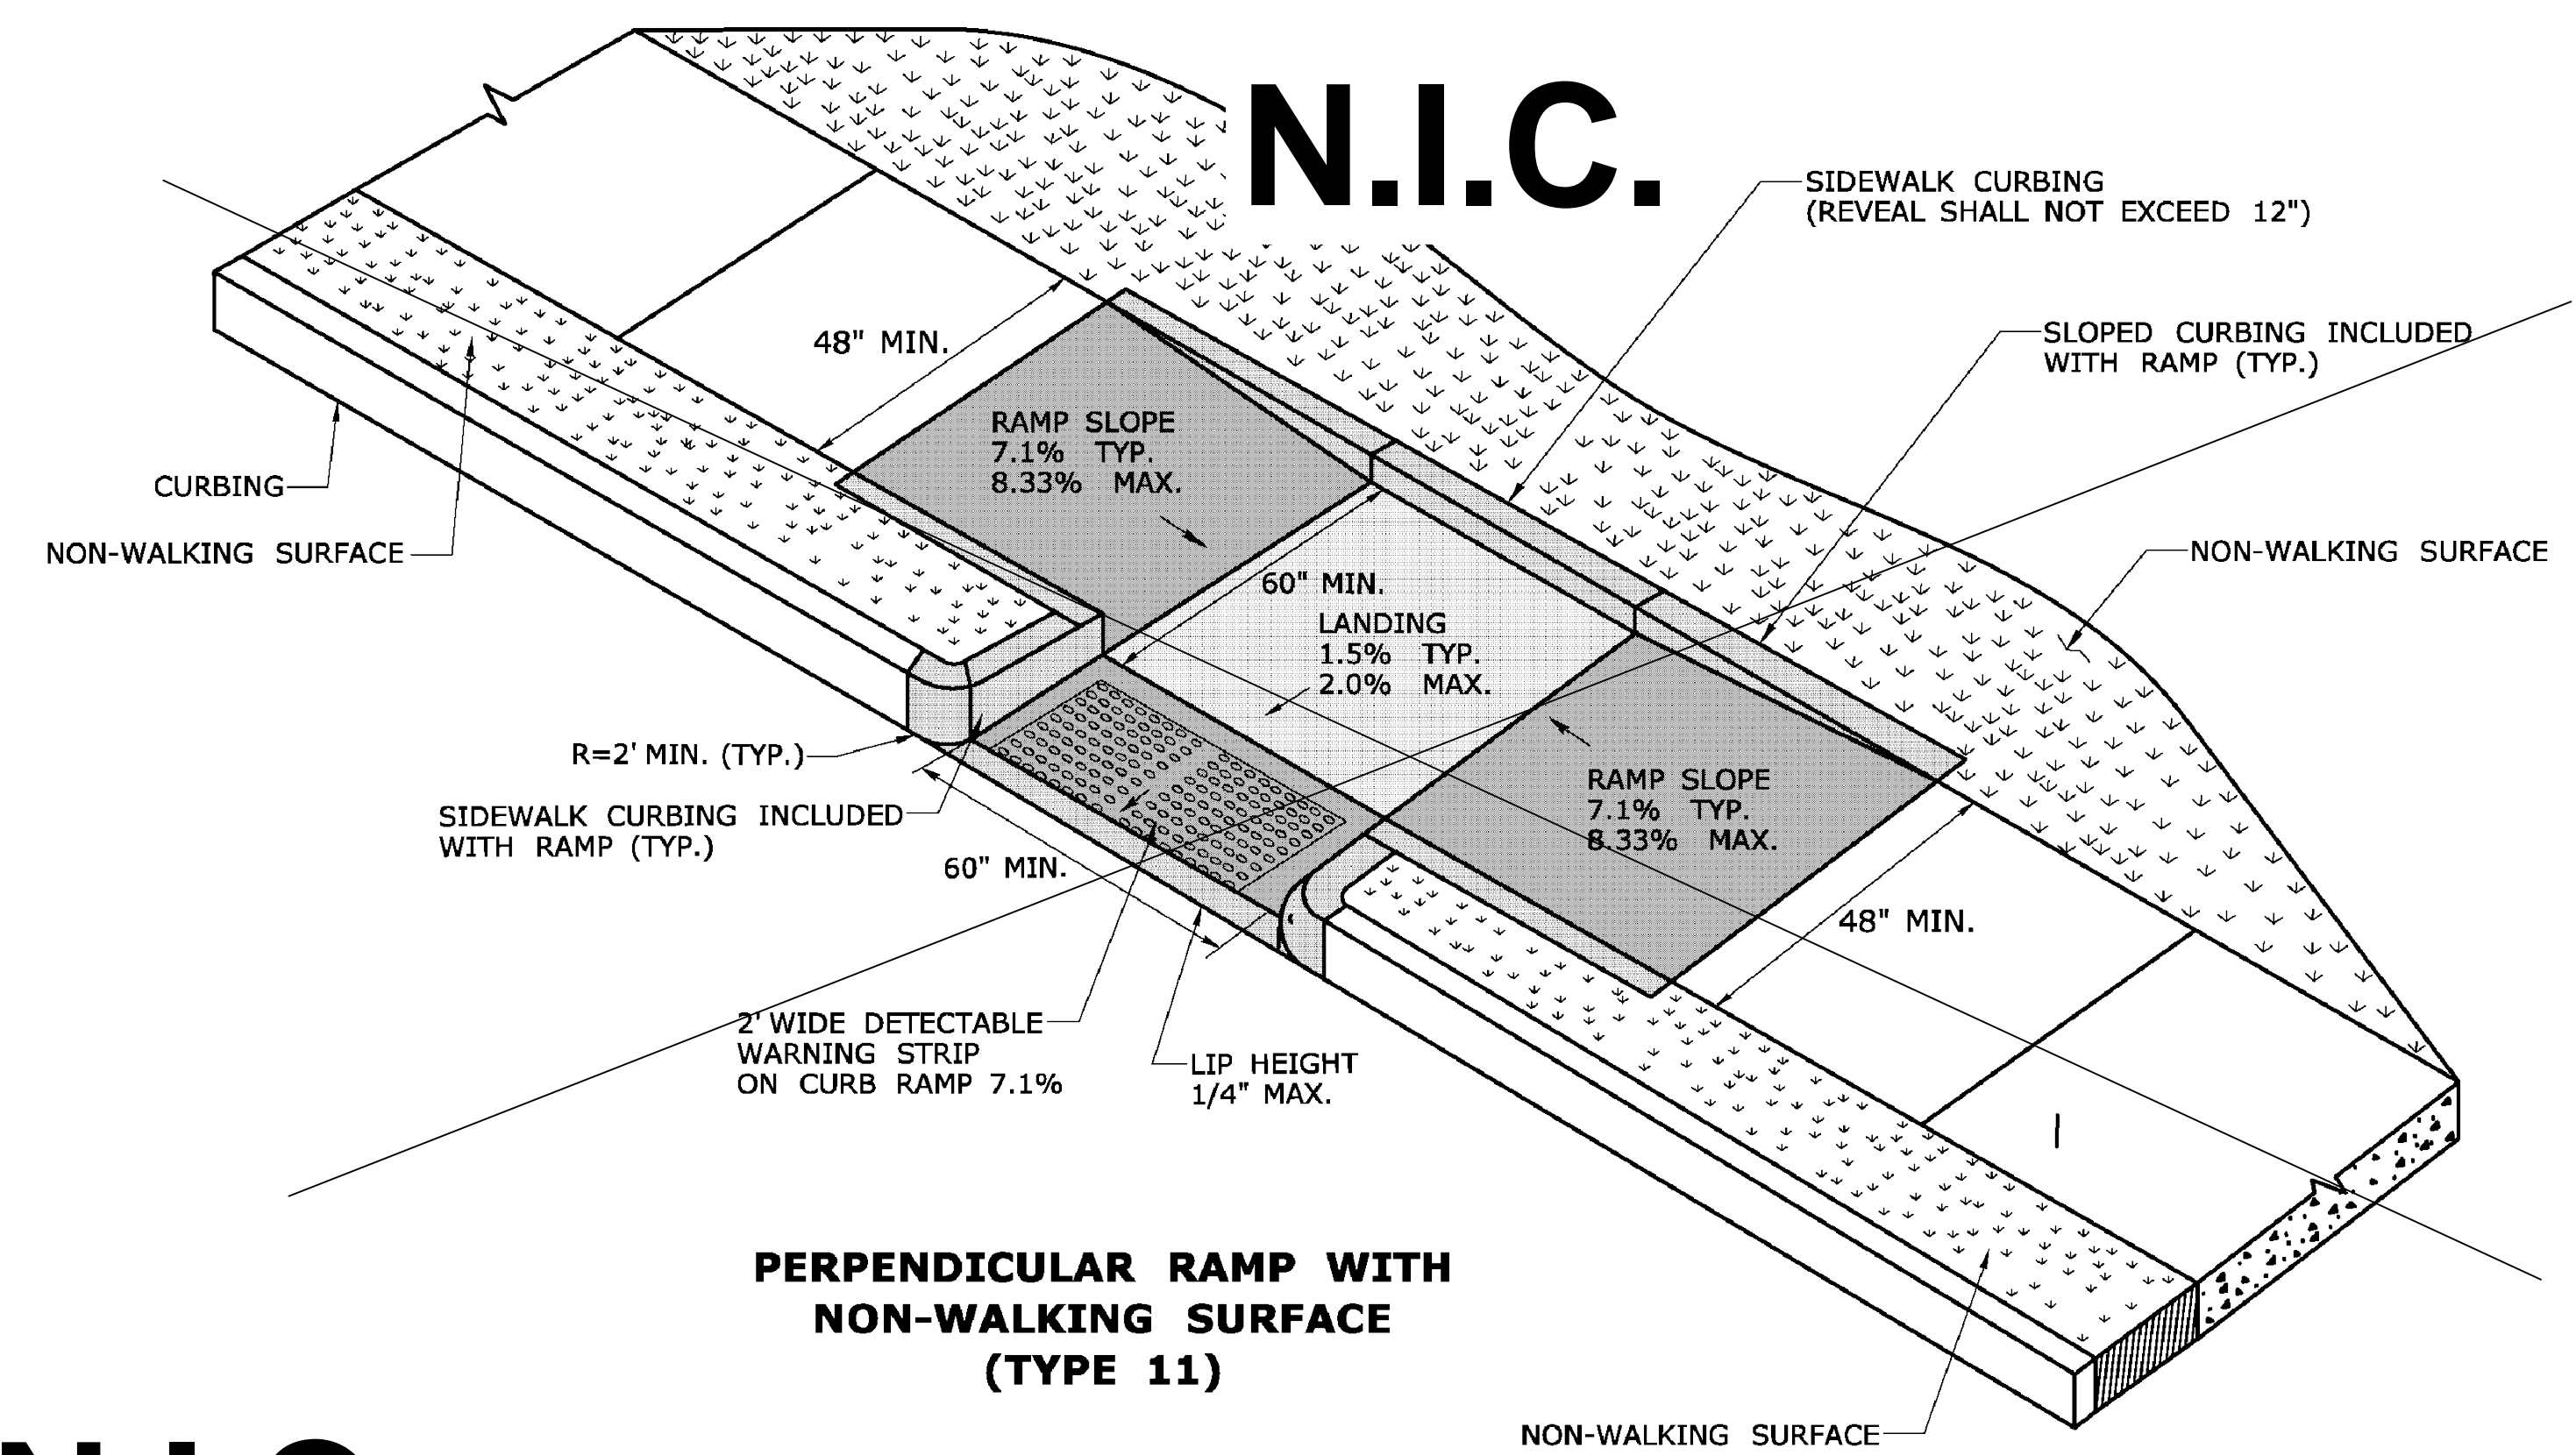 N.I.C.
SIDEWALK CURBING
(REVEAL SHALL NOT EXCEED 12")
48" MIN.
SLOPED CURBING INCLUDED
WITH RAMP (TYP.)
RAMP SLOPE
7.1% TYP.
8.33% MAX.
CURBING
NON-WALKING SURFACE
NON-WALKING SURFACE
60" MIN.
LANDING
1.5% TYP.
2.0% MAX.
R=2' MIN. (TYP.)
RAMP SLOPE
7.1% TYP.
8.33% MAX.
SIDEWALK CURBING INCLUDED
WITH RAMP (TYP.)
60" MIN.
48" MIN.
2' WIDE DETECTABLE
WARNING STRIP
ON CURB RAMP 7.1%
LIP HEIGHT
1/4" MAX.
PERPENDICULAR RAMP WITH
NON-WALKING SURFACE
(TYPE 11)
NON-WALKING SURFACE